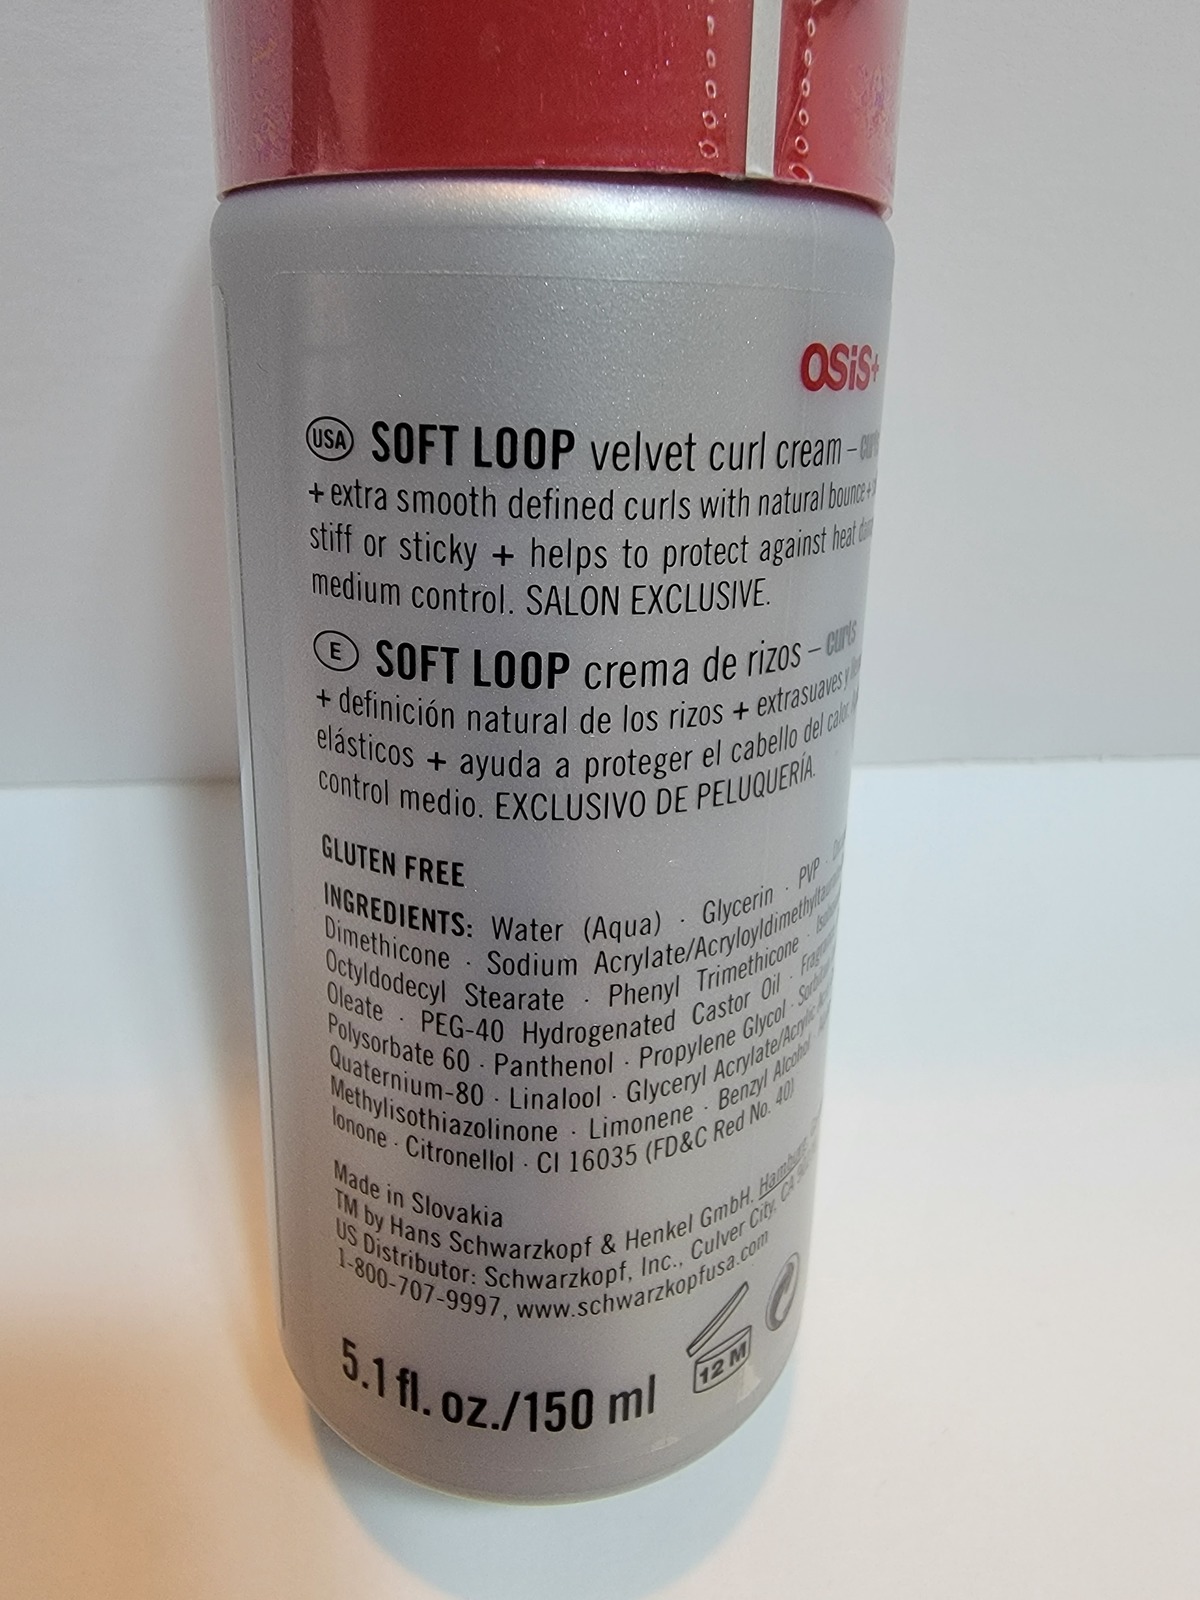 OSiS+
USA SOFT LOOP velvet curl cream – curls
+ extra smooth defined curls with natural bounce +
stiff or sticky + helps to protect against heat
medium control. SALON EXCLUSIVE.
E SOFT LOOP crema de rizos – curls
+ definición natural de los rizos + extrasuaves y
elásticos + ayuda a proteger el cabello del calor.
control medio. EXCLUSIVO DE PELUQUERÍA.
GLUTEN FREE
INGREDIENTS: Water (Aqua) · Glycerin · PVP ·
Dimethicone · Sodium Acrylate/Acryloyldimethyltaurate
Octyldodecyl Stearate · Phenyl Trimethicone ·
Oleate · PEG-40 Hydrogenated Castor Oil ·
Polysorbate 60 · Panthenol · Propylene Glycol ·
Quaternium-80 · Linalool · Glyceryl Acrylate/Acrylic
Methylisothiazolinone · Limonene · Benzyl Alcohol ·
Ionone · Citronellol · CI 16035 (FD&C Red No. 40)
Made in Slovakia
TM by Hans Schwarzkopf & Henkel GmbH, Hamburg,
US Distributor: Schwarzkopf, Inc., Culver City, CA
1-800-707-9997, www.schwarzkopfusa.com
5.1 fl. oz./150 ml
12 M